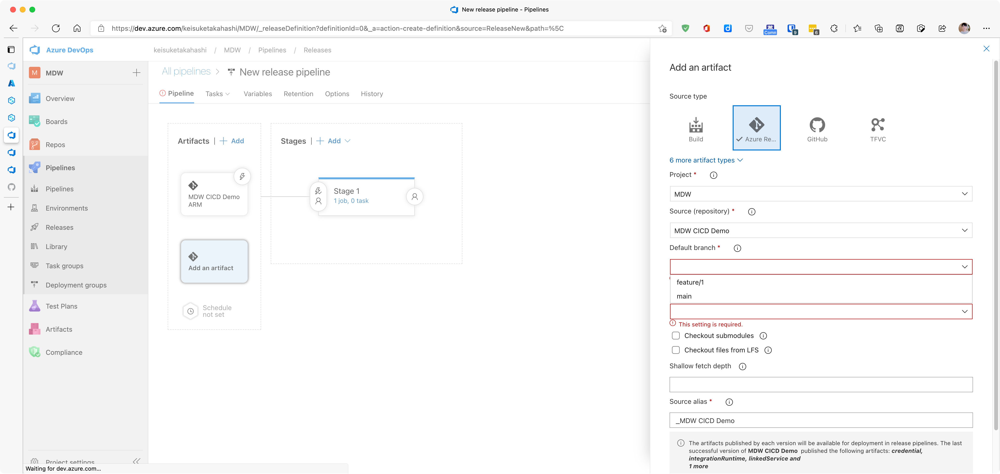 New release pipeline - Pipelines
https://dev.azure.com/keisuketakahashi/MDW/_releaseDefinition?definitionId=0&_a=action-create-definition&source=ReleaseNew&path=%5C
Comn
9
6
Azure DevOps
keisuketakahashi / MDW / Pipelines / Releases
M MDW
Overview
Boards
Repos
Pipelines
Pipelines
Environments
Releases
Library
Task groups
Deployment groups
Test Plans
Artifacts
Compliance
Project settings
Waiting for dev.azure.com...
All pipelines > New release pipeline
Pipeline Tasks Variables Retention Options History
Artifacts | Add
MDW CICD Demo
ARM
Add an artifact
Schedule
not set
Stages | Add
Stage 1
1 job, 0 task
Add an artifact
Source type
Build
Azure Re...
GitHub
TFVC
6 more artifact types
Project *
MDW
Source (repository) *
MDW CICD Demo
Default branch *
feature/1
main
This setting is required.
Checkout submodules
Checkout files from LFS
Shallow fetch depth
Source alias *
_MDW CICD Demo
The artifacts published by each version will be available for deployment in release pipelines. The last
successful version of MDW CICD Demo published the following artifacts: credential,
integrationRuntime, linkedService and
1 more